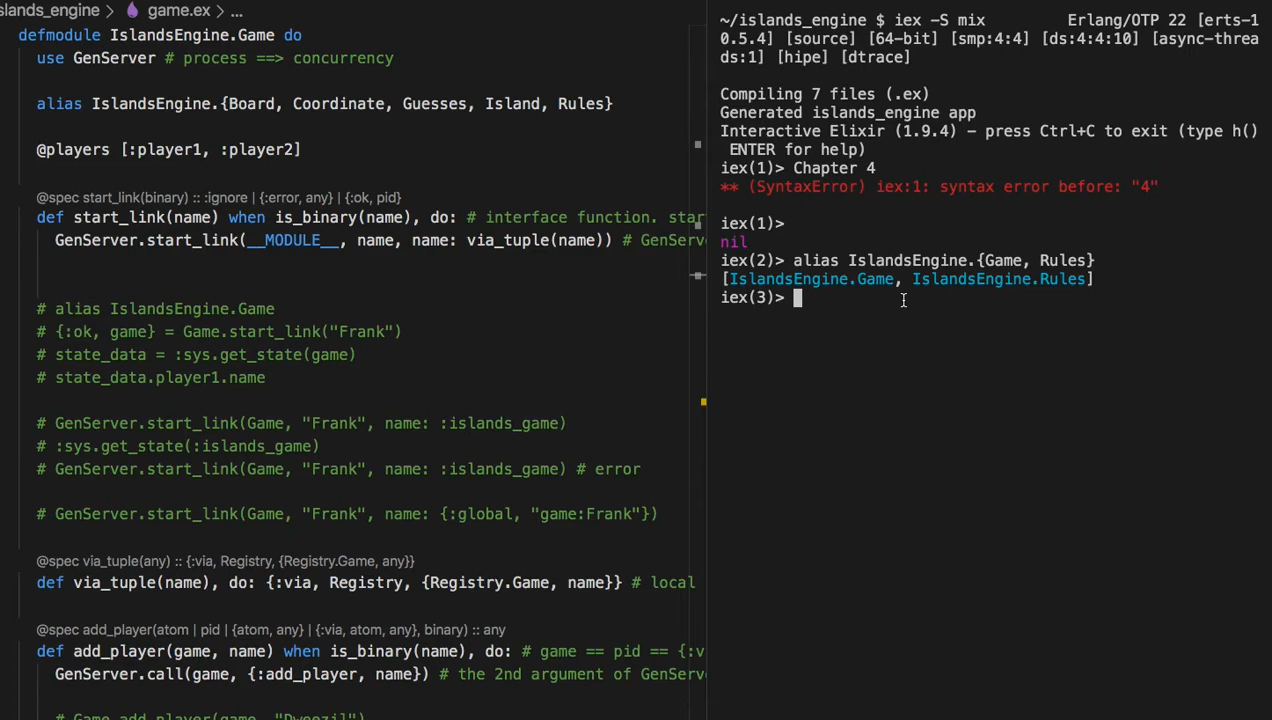 slands_engine > game.ex > ...
defmodule IslandsEngine.Game do
use GenServer # process ==> concurrency
alias IslandsEngine.{Board, Coordinate, Guesses, Island, Rules}
@players [:player1, :player2]
@spec start_link(binary) :: :ignore | {:error, any} | {:ok, pid}
def start_link(name) when is_binary(name), do: # interface function. star
GenServer.start_link(__MODULE__, name, name: via_tuple(name)) # GenServ
# alias IslandsEngine.Game
# {:ok, game} = Game.start_link("Frank")
# state_data = :sys.get_state(game)
# state_data.player1.name
# GenServer.start_link(Game, "Frank", name: :islands_game)
# :sys.get_state(:islands_game)
# GenServer.start_link(Game, "Frank", name: :islands_game) # error
# GenServer.start_link(Game, "Frank", name: {:global, "game:Frank"})
@spec via_tuple(any) :: {:via, Registry, {Registry.Game, any}}
def via_tuple(name), do: {:via, Registry, {Registry.Game, name}} # local
@spec add_player(atom | pid | {atom, any} | {:via, atom, any}, binary) :: any
def add_player(game, name) when is_binary(name), do: # game == pid == {:v
GenServer.call(game, {:add_player, name}) # the 2nd argument of GenServ
# Game.add_player(game, "Dweezil")
~/islands_engine $ iex -S mix Erlang/OTP 22 [erts-1
0.5.4] [source] [64-bit] [smp:4:4] [ds:4:4:10] [async-threa
ds:1] [hipe] [dtrace]
Compiling 7 files (.ex)
Generated islands_engine app
Interactive Elixir (1.9.4) - press Ctrl+C to exit (type h()
ENTER for help)
iex(1)> Chapter 4
** (SyntaxError) iex:1: syntax error before: "4"
iex(1)>
nil
iex(2)> alias IslandsEngine.{Game, Rules}
[IslandsEngine.Game, IslandsEngine.Rules]
iex(3)>